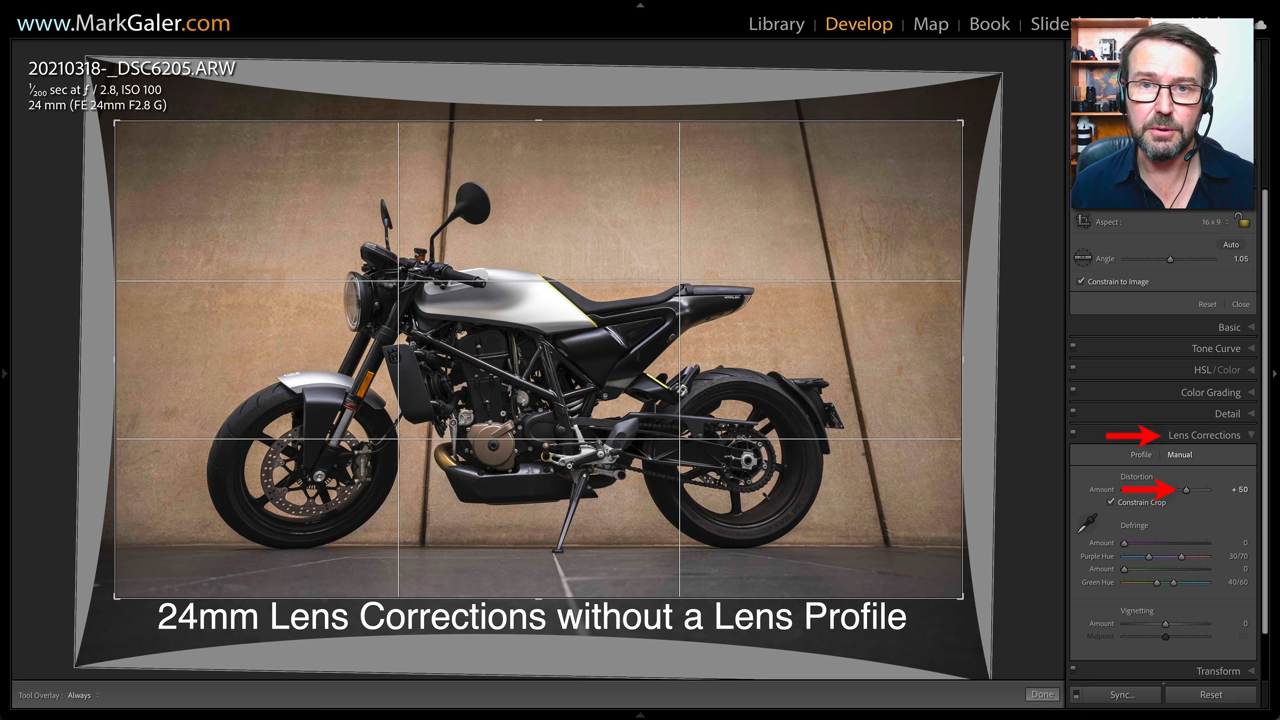 www.MarkGaler.com
Library | Develop | Map | Book | Slide
20210318-_DSC6205.ARW
1/200 sec at ƒ / 2.8, ISO 100
24 mm (FE 24mm F2.8 G)
Aspect : 16 x 9
Auto
Angle 1.05
Constrain to Image
Reset Close
Basic
Tone Curve
HSL / Color
Color Grading
Detail
Lens Corrections
Profile Manual
Distortion
Amount + 50
Constrain Crop
Defringe
Amount 0
Purple Hue 30/70
Amount 0
Green Hue 40/60
24mm Lens Corrections without a Lens Profile
Vignetting
Amount 0
Midpoint
Transform
Tool Overlay : Always
Done
Sync...
Reset